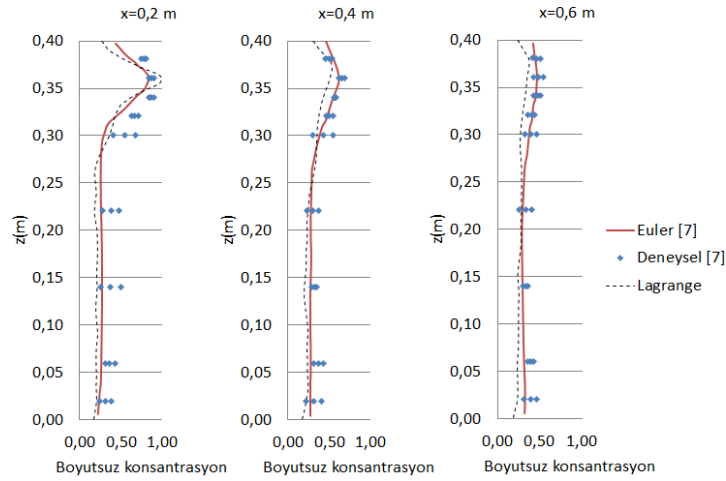 x=0,2 m
x=0,4 m
x=0,6 m
0,40
0,35
0,30
0,25
0,20
0,15
0,10
0,05
0,00
z(m)
0,00 0,50 1,00
Boyutsuz konsantrasyon
0,40
0,35
0,30
0,25
0,20
0,15
0,10
0,05
0,00
z(m)
0,00 0,50 1,00
Boyutsuz konsantrasyon
0,40
0,35
0,30
0,25
0,20
0,15
0,10
0,05
0,00
z(m)
0,00 0,50 1,00
Boyutsuz konsantrasyon
Euler [7]
Deneysel [7]
Lagrange